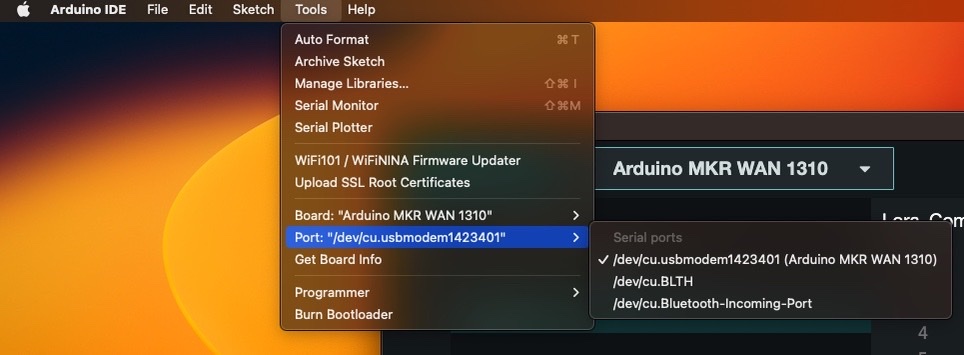 Arduino IDE File Edit Sketch Tools Help
Auto Format ⌘ T
Archive Sketch
Manage Libraries... ⇧⌘ I
Serial Monitor ⇧⌘M
Serial Plotter
WiFi101 / WiFiNINA Firmware Updater
Upload SSL Root Certificates
Arduino MKR WAN 1310
Board: "Arduino MKR WAN 1310"
Port: "/dev/cu.usbmodem1423401"
Serial ports
Get Board Info
✓ /dev/cu.usbmodem1423401 (Arduino MKR WAN 1310)
/dev/cu.BLTH
Programmer
/dev/cu.Bluetooth-Incoming-Port
Burn Bootloader
4